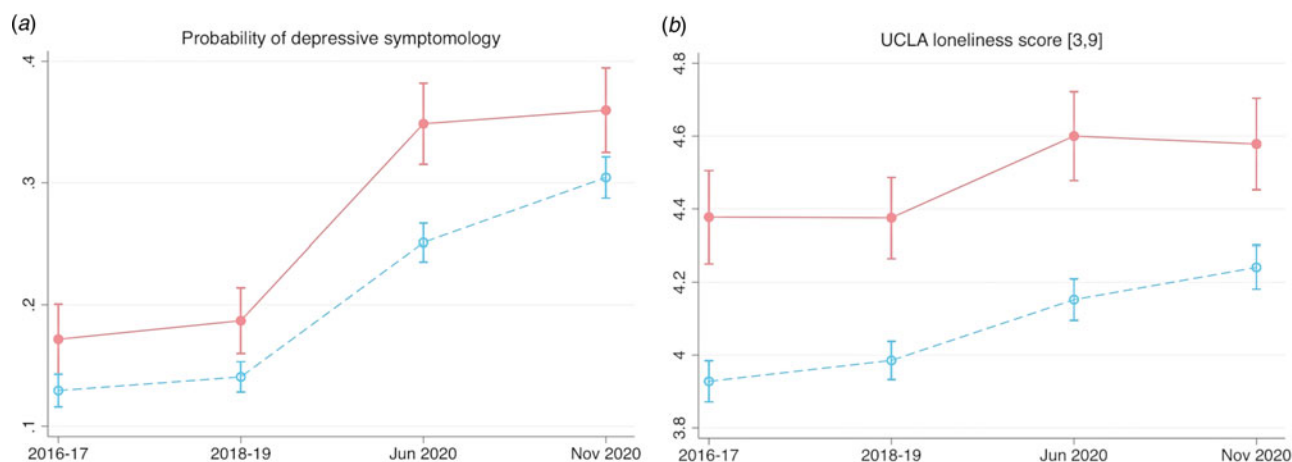 (a)
Probability of depressive symptomology
.4
.3
.2
.1
2016-17 2018-19 Jun 2020 Nov 2020
(b)
UCLA loneliness score [3,9]
4.8
4.6
4.4
4.2
4
3.8
2016-17 2018-19 Jun 2020 Nov 2020